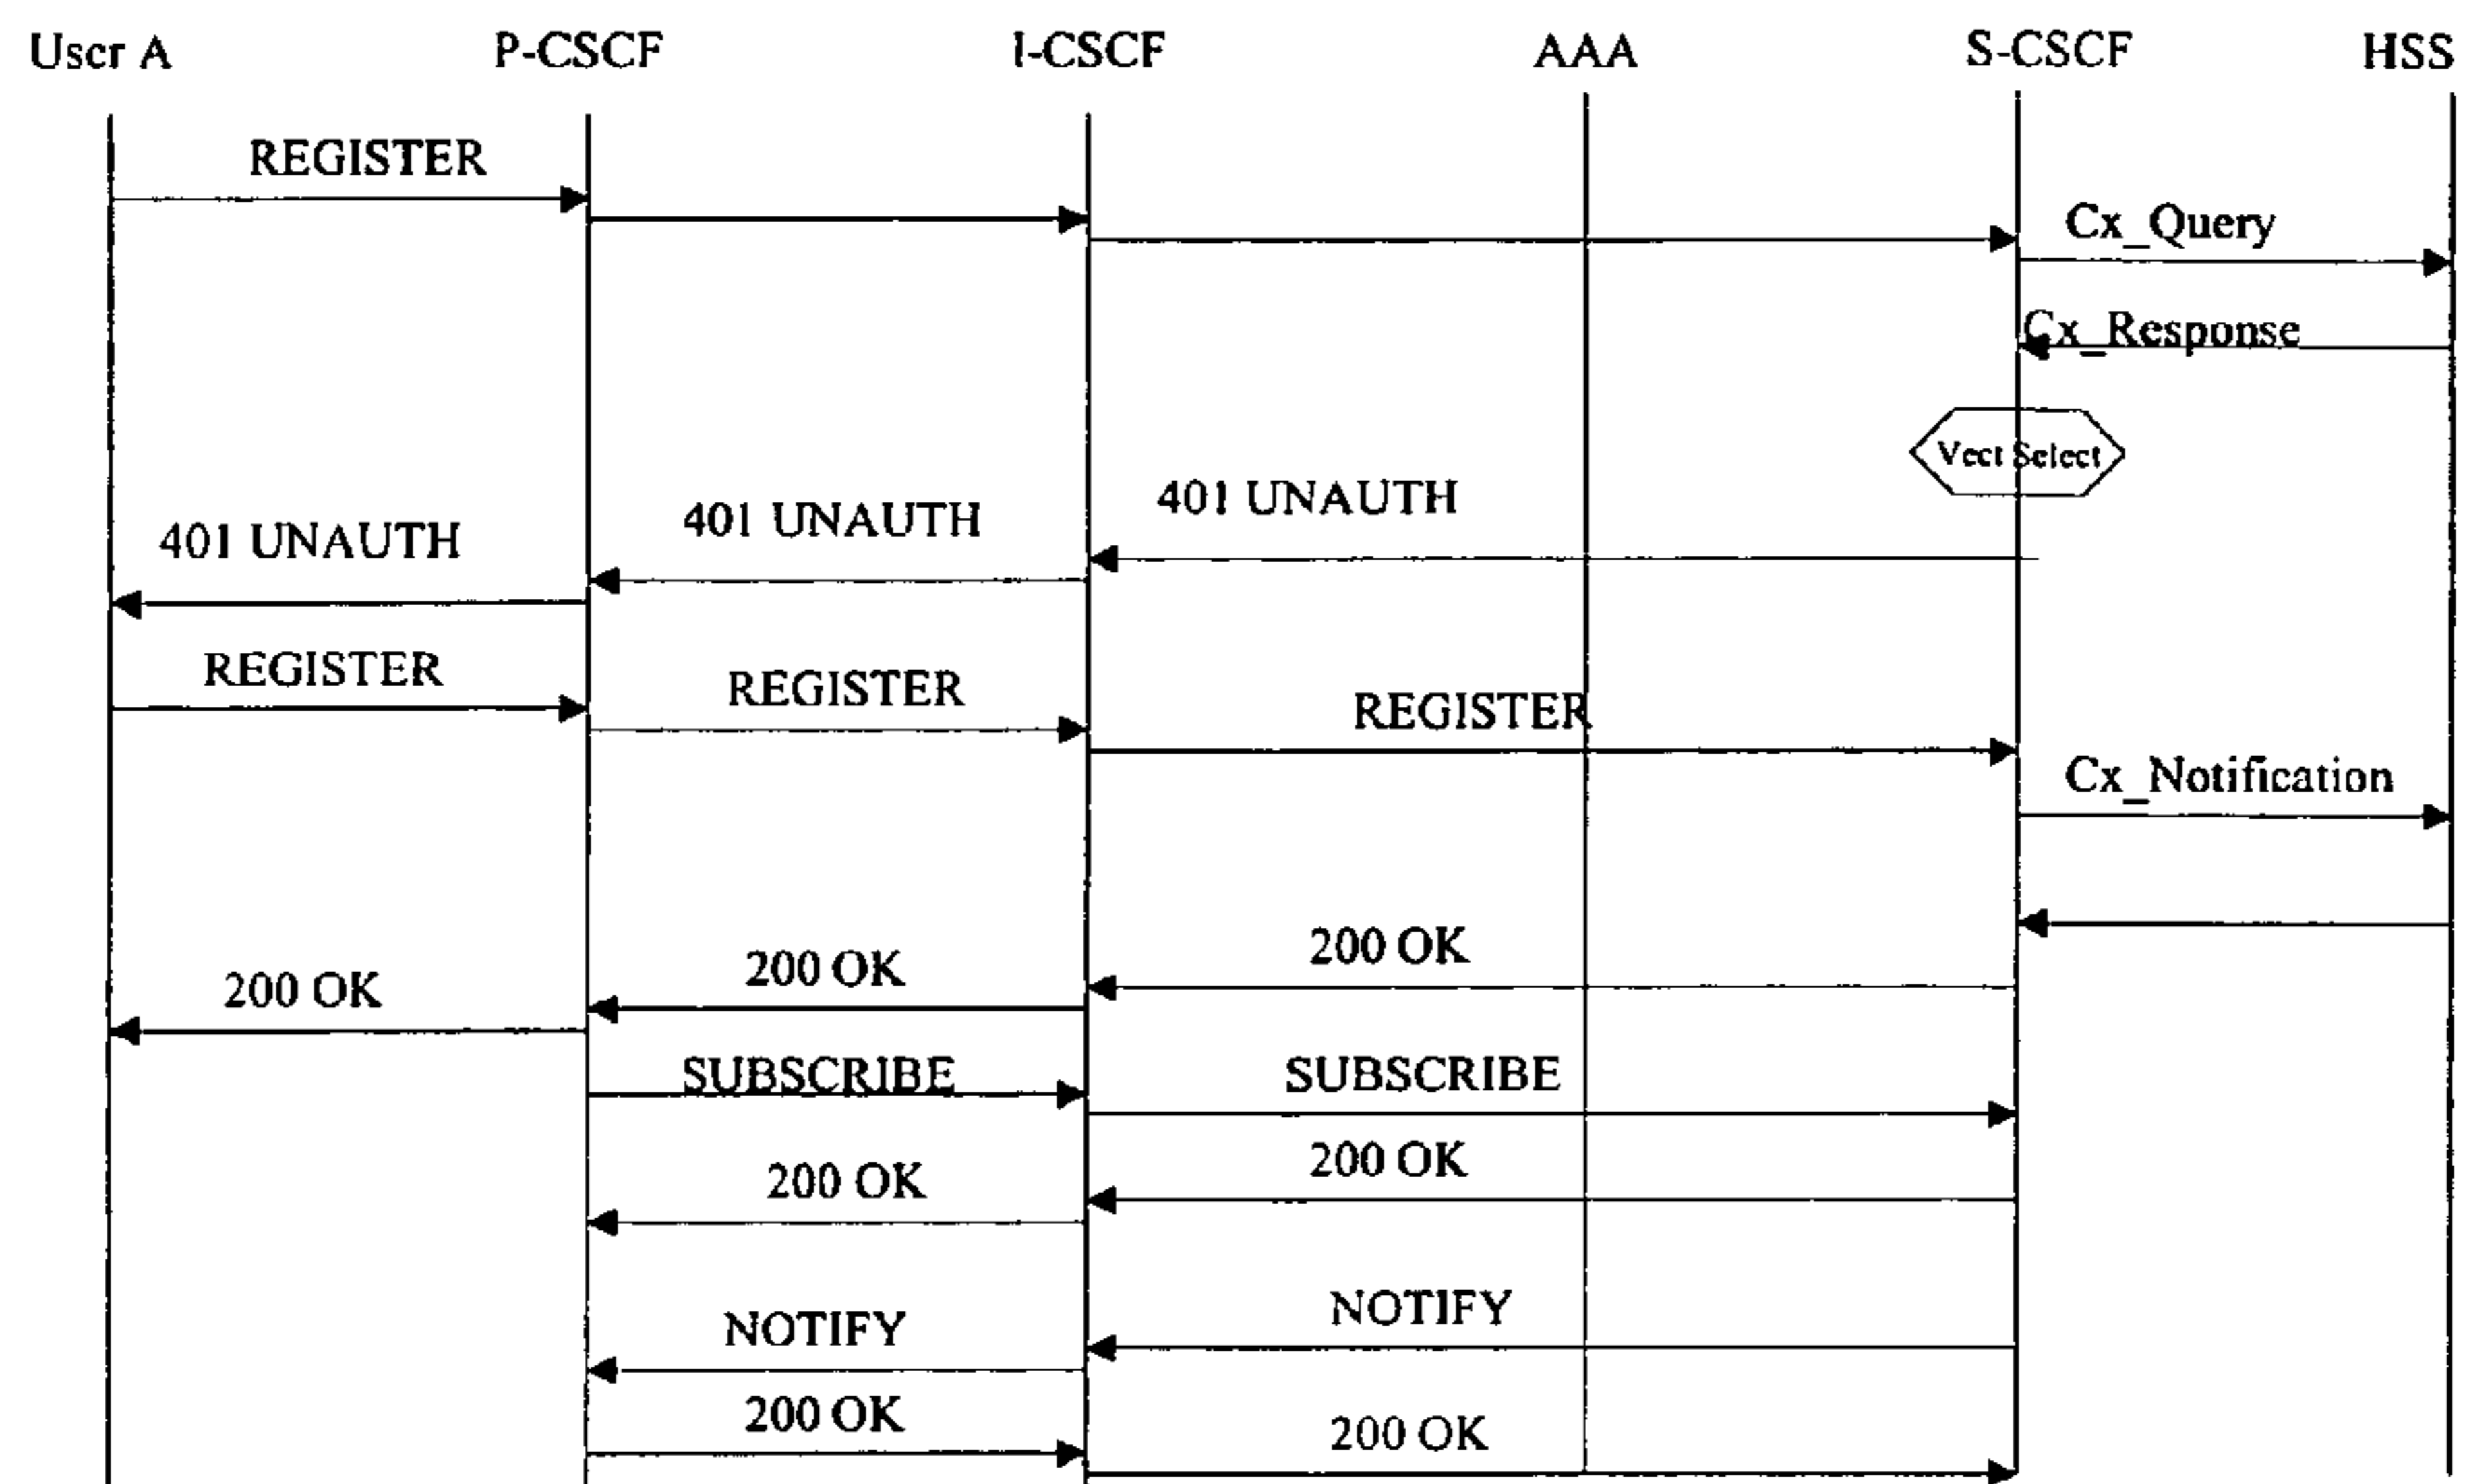 User A
P-CSCF
I-CSCF
AAA
S-CSCF
HSS
REGISTER
Cx_Query
Cx_Response
Vect Select
401 UNAUTH
401 UNAUTH
401 UNAUTH
REGISTER
REGISTER
REGISTER
Cx_Notification
200 OK
200 OK
200 OK
SUBSCRIBE
SUBSCRIBE
200 OK
200 OK
NOTIFY
NOTIFY
200 OK
200 OK